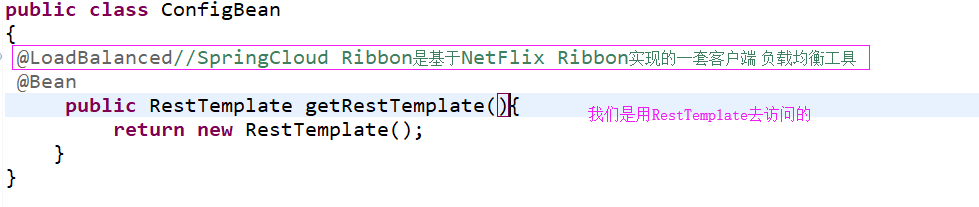 public class ConfigBean
{
@LoadBalanced//SpringCloud Ribbon是基于NetFlix Ribbon实现的一套客户端 负载均衡工具
@Bean
public RestTemplate getRestTemplate(){
我们是用RestTemplate去访问的
return new RestTemplate();
}
}